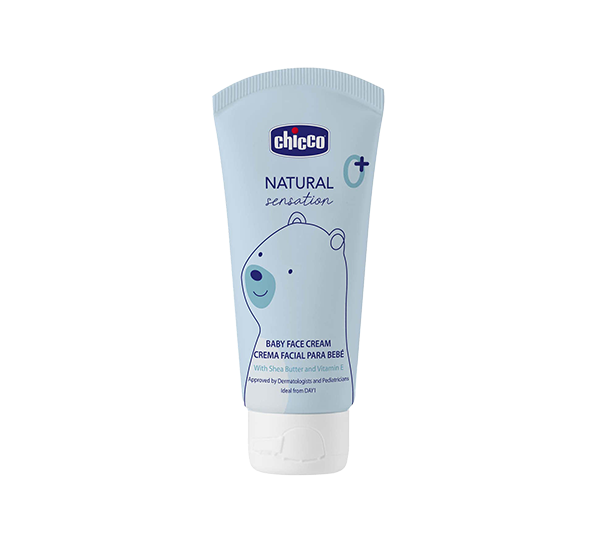 chicco
0+
NATURAL
sensation
BABY FACE CREAM
CREMA FACIAL PARA BEBÉ
With Shea Butter and Vitamin E
Approved by Dermatologists and Pediatricians
Ideal from DAY1